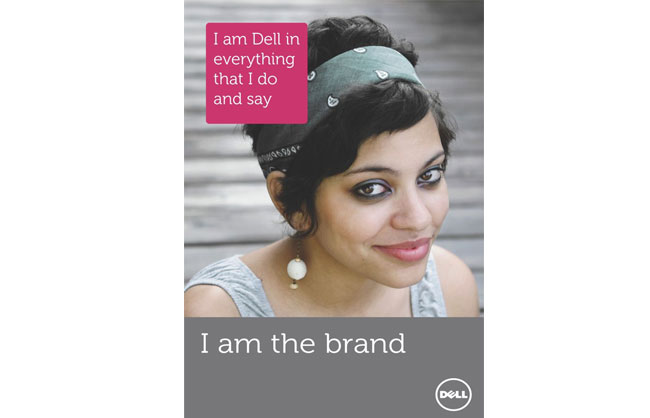 I am Dell in
everything
that I do
and say
I am the brand
DELL